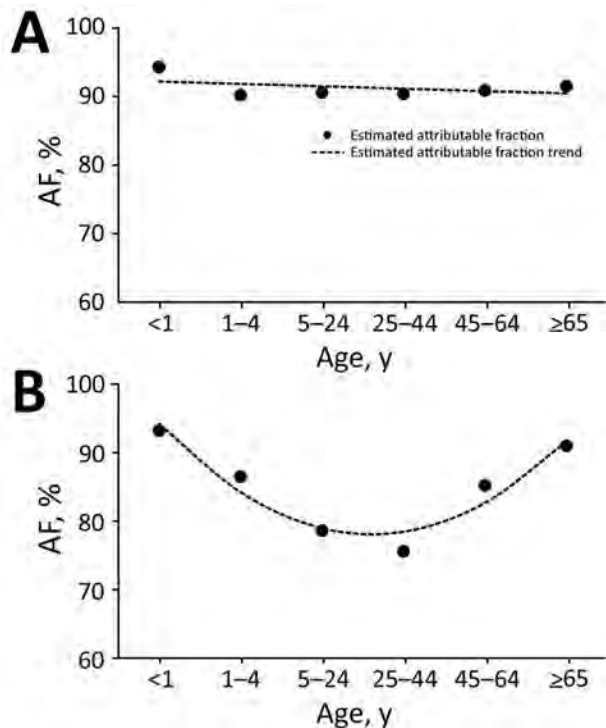 A
100
90
80
70
60
AF, %
Estimated attributable fraction
Estimated attributable fraction trend
<1 1–4 5–24 25–44 45–64 ≥65
Age, y
B
100
90
80
70
60
AF, %
<1 1–4 5–24 25–44 45–64 ≥65
Age, y